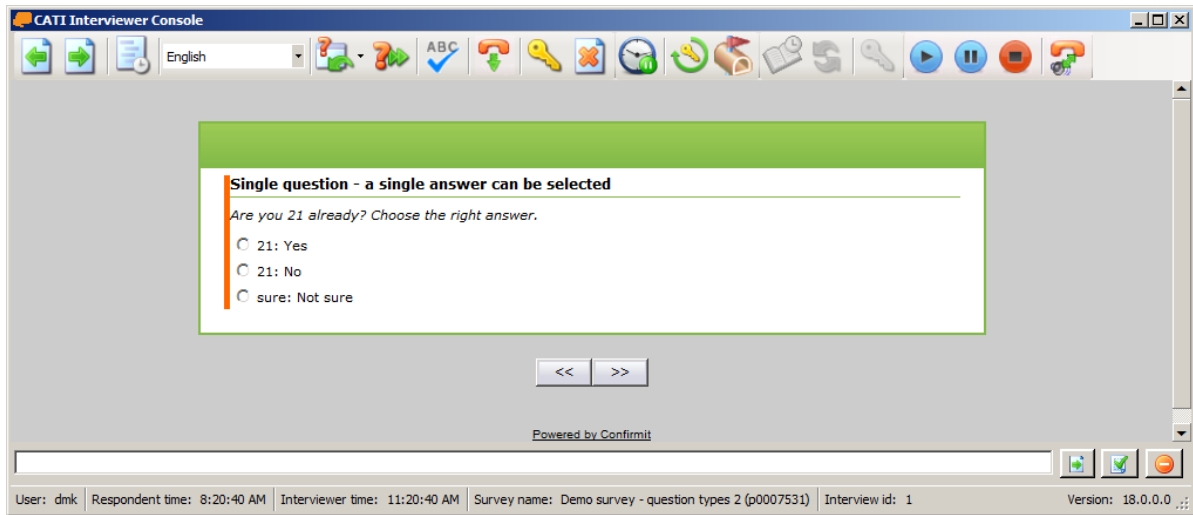 CATI Interviewer Console
English
ABC
Single question - a single answer can be selected
Are you 21 already? Choose the right answer.
21: Yes
21: No
sure: Not sure
<< >>
Powered by Confirmit
User: dmk Respondent time: 8:20:40 AM Interviewer time: 11:20:40 AM Survey name: Demo survey - question types 2 (p0007531) Interview id: 1 Version: 18.0.0.0